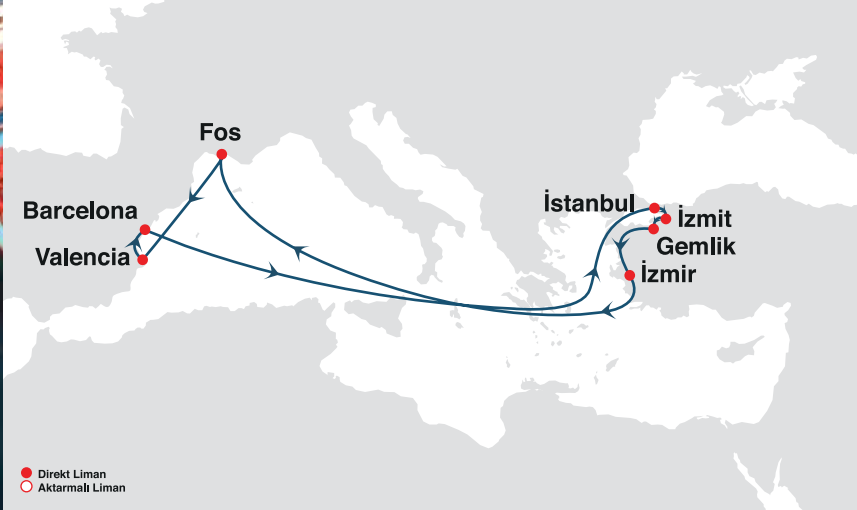 Fos
Barcelona
Valencia
İstanbul
İzmit
Gemlik
İzmir
Direkt Liman
Aktarmalı Liman